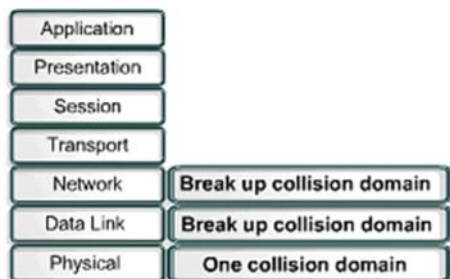 Application
Presentation
Session
Transport
Network Break up collision domain
Data Link Break up collision domain
Physical One collision domain